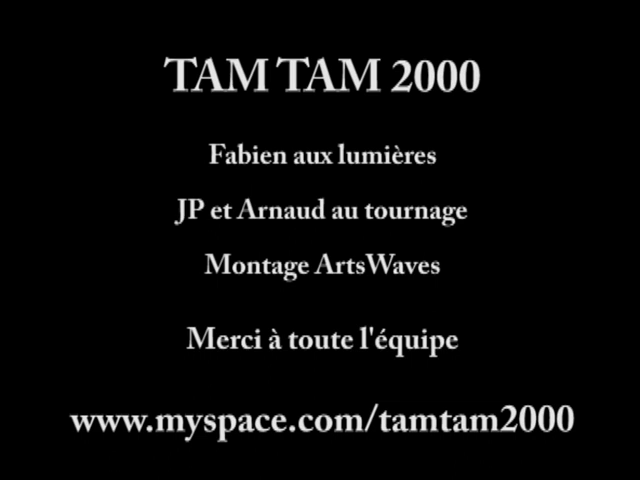 TAM TAM 2000
Fabien aux lumières
JP et Arnaud au tournage
Montage ArtsWaves
Merci à toute l'équipe
www.myspace.com/tamtam2000